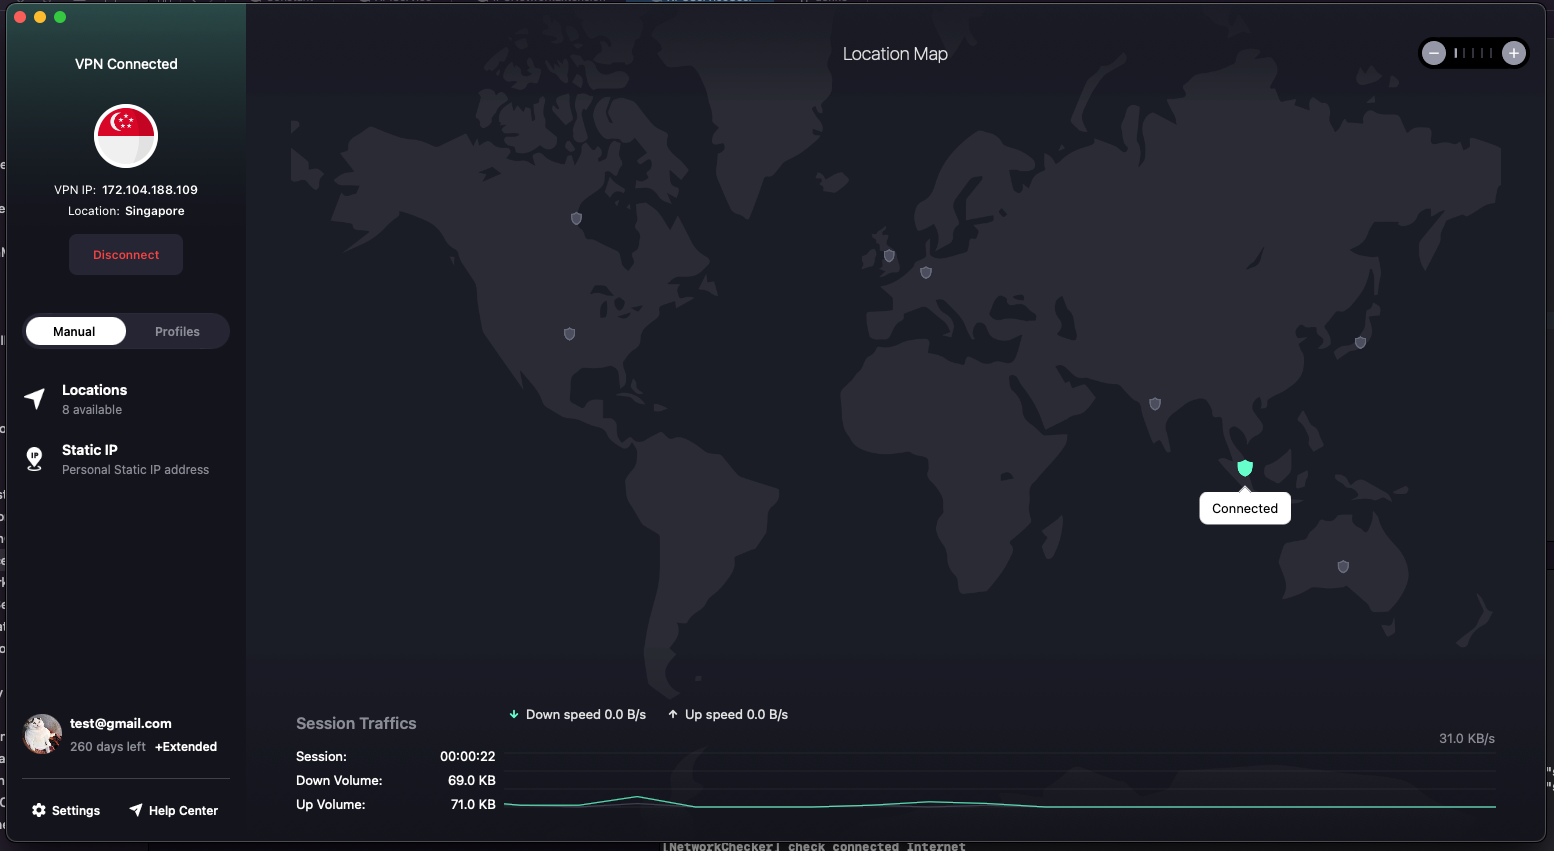 VPN Connected
VPN IP: 172.104.188.109
Location: Singapore
Disconnect
Manual Profiles
Locations
8 available
IP
Static IP
Personal Static IP address
test@gmail.com
260 days left +Extended
Settings Help Center
Location Map
Connected
Session Traffics
Down speed 0.0 B/s Up speed 0.0 B/s
31.0 KB/s
Session: 00:00:22
Down Volume: 69.0 KB
Up Volume: 71.0 KB
[NetworkChecker] check connected Internet